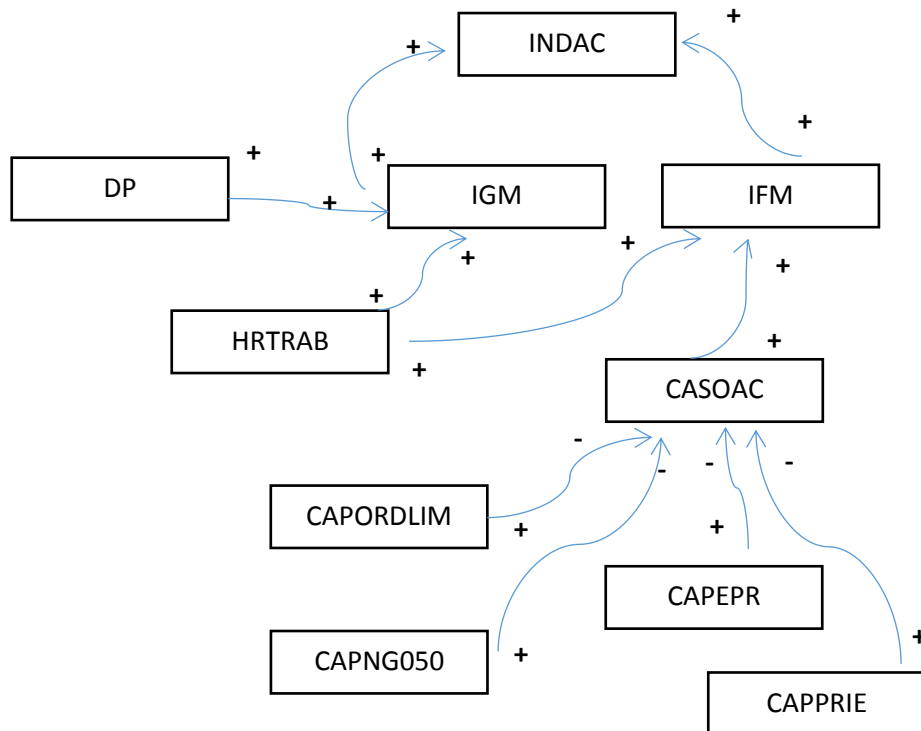 +
INDAC
+
+
+
+
DP
+
IGM
IFM
+
+
+
+
+
HRTRAB
+
+
CASOAC
-
-
-
-
CAPORDLIM
+
+
CAPEPR
CAPNG050
+
+
CAPPRIE